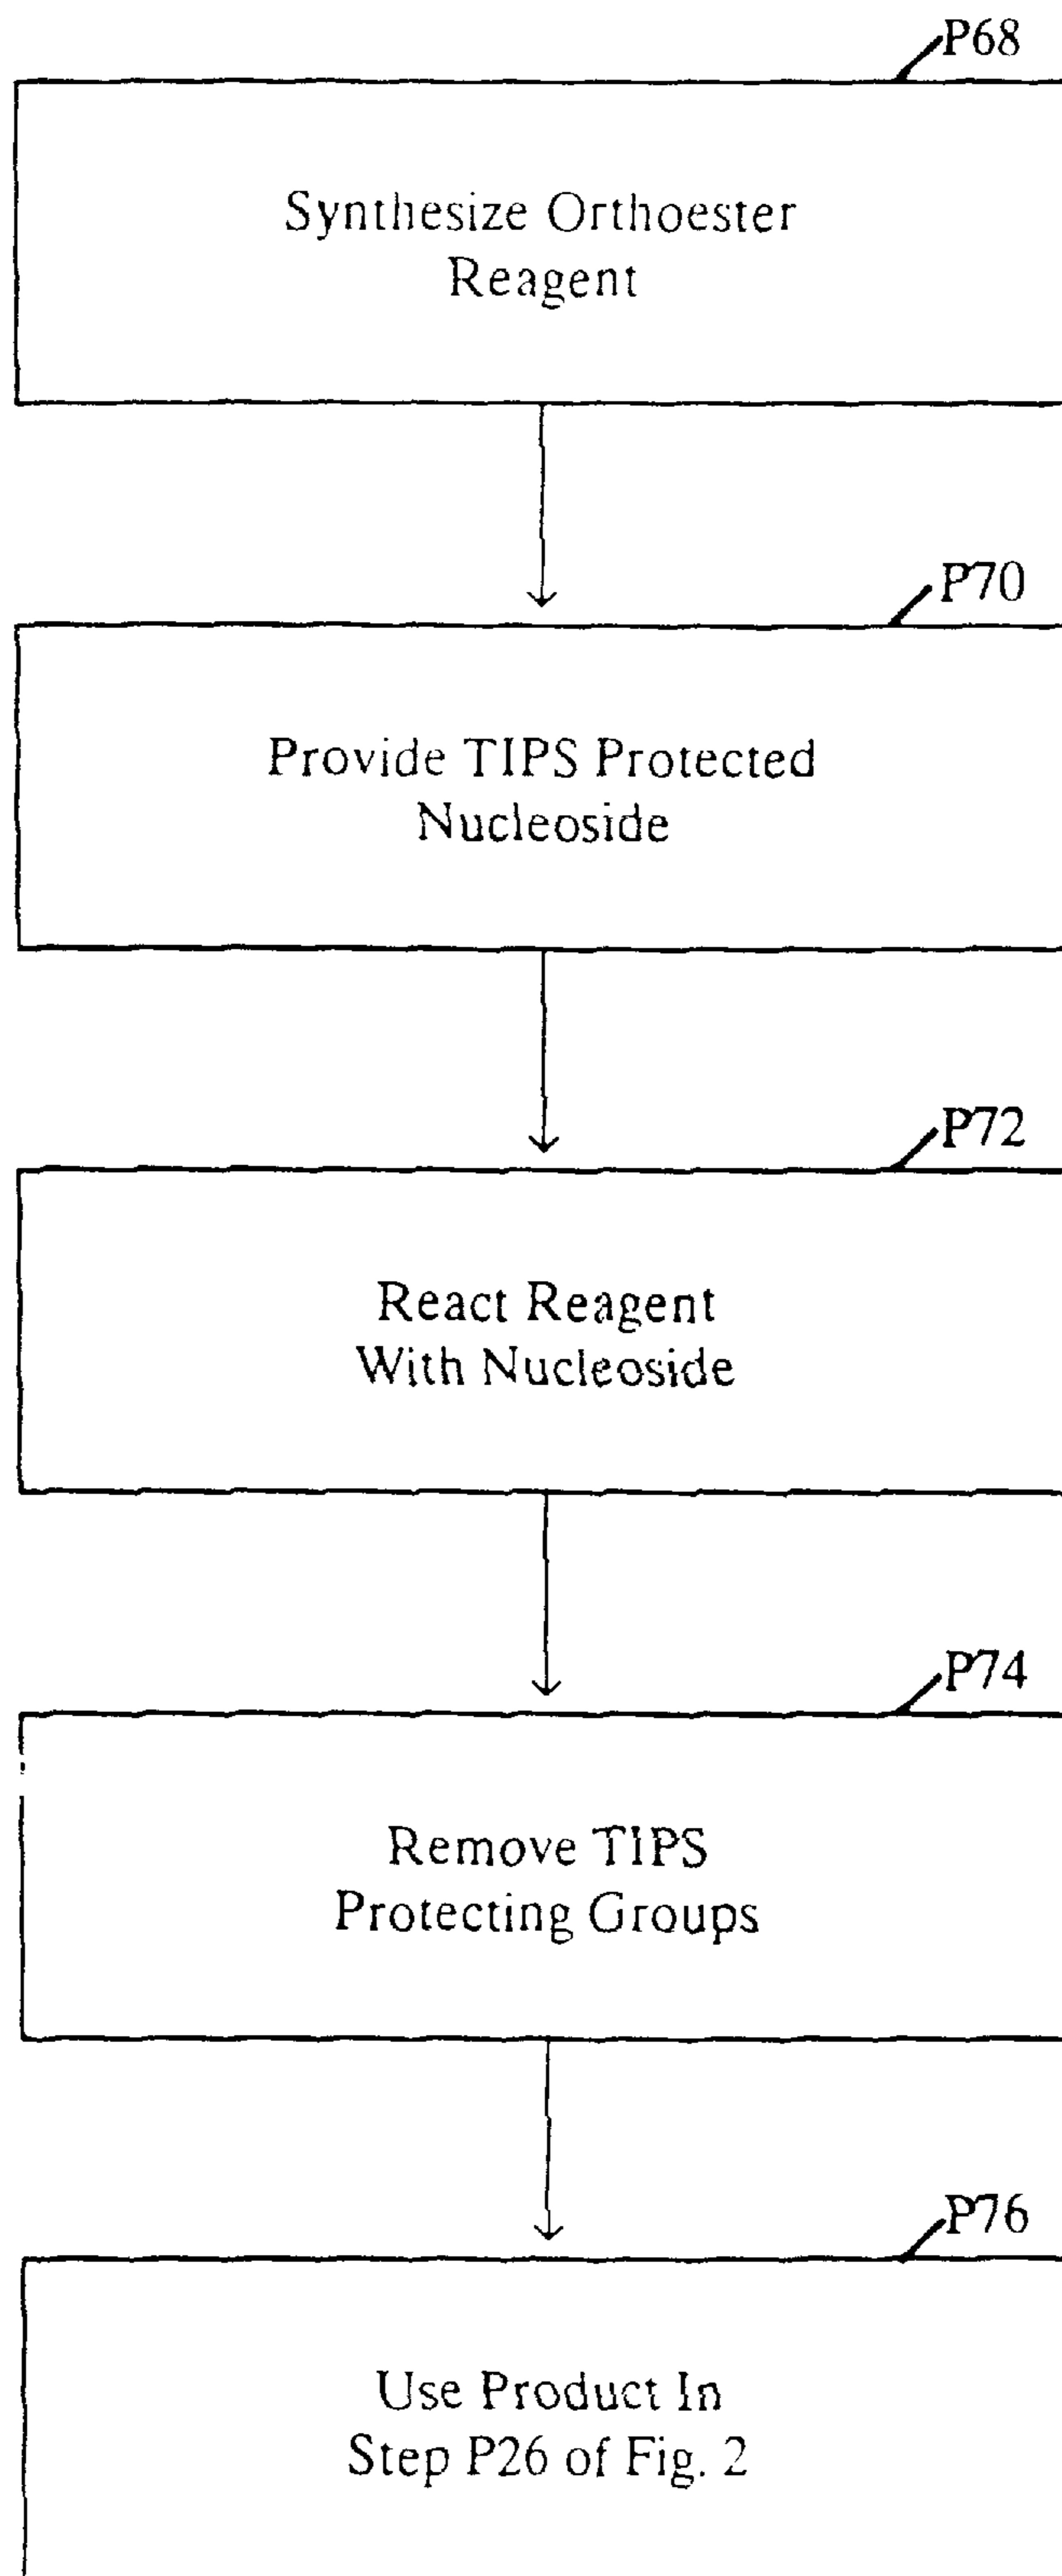 P68
Synthesize Orthoester
Reagent
P70
Provide TIPS Protected
Nucleoside
P72
React Reagent
With Nucleoside
P74
Remove TIPS
Protecting Groups
P76
Use Product In
Step P26 of Fig. 2